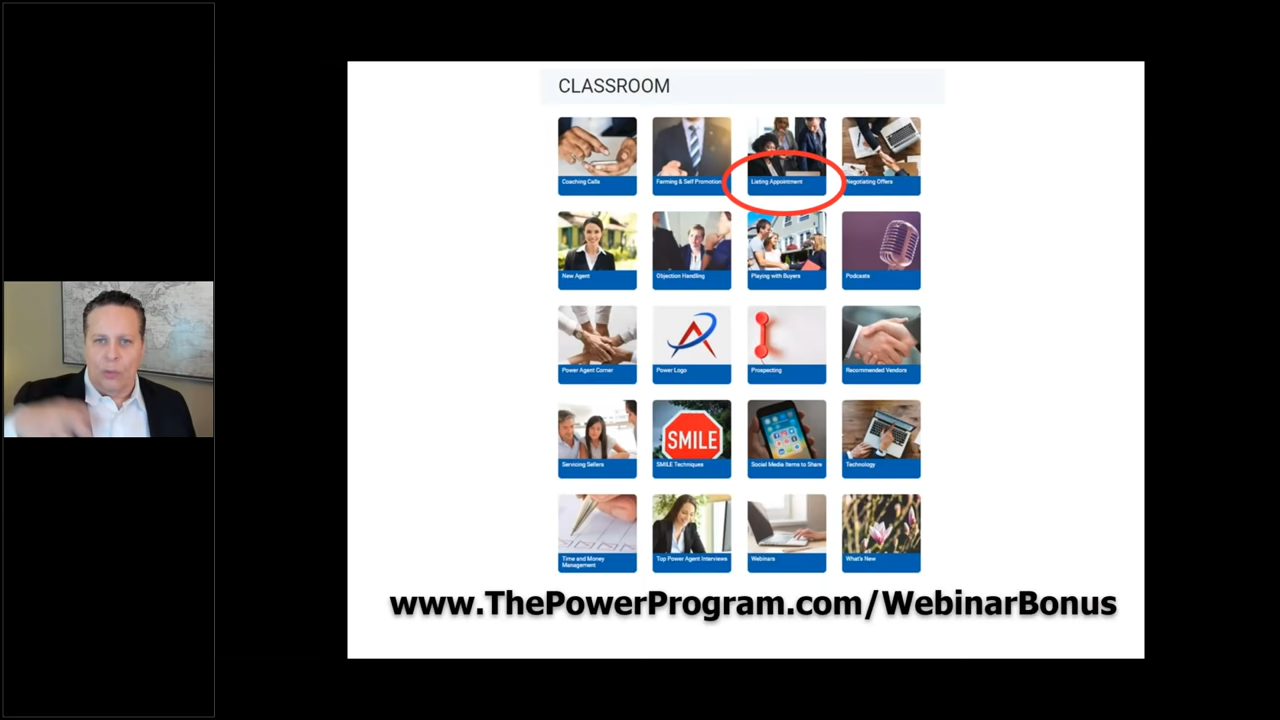 CLASSROOM
Coaching Calls
Farming & Self Promotion
Listing Appointment
Negotiating Offers
New Agent
Objection Handling
Playing with Buyers
Podcasts
Power Agent Corner
Power Logo
Prospecting
Recommended Vendors
SMILE
Servicing Sellers
SMILE Techniques
Social Media Items to Share
Technology
Time and Money
Management
Top Power Agent Interviews
Webinars
What's New
www.ThePowerProgram.com/WebinarBonus